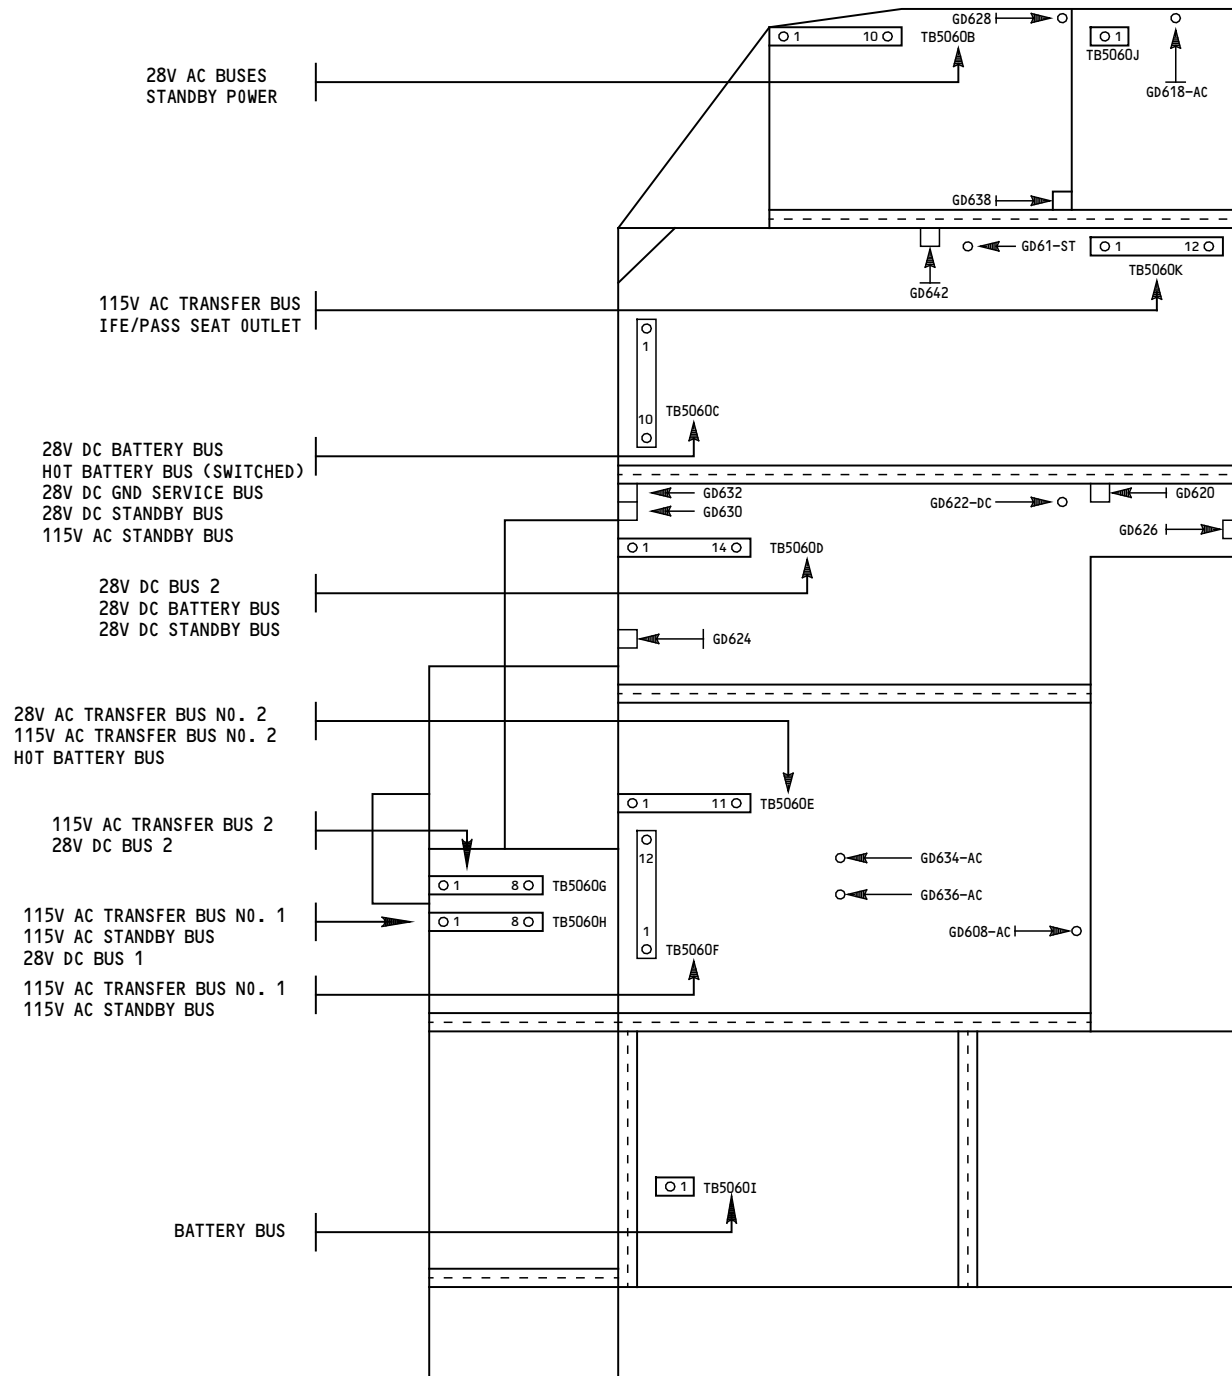 GD628
1 10
TB5060B
1
TB5060J
28V AC BUSES
STANDBY POWER
GD618-AC
GD638
GD61-ST
1 12
TB5060K
GD642
115V AC TRANSFER BUS
IFE/PASS SEAT OUTLET
1
10
TB5060C
28V DC BATTERY BUS
HOT BATTERY BUS (SWITCHED)
28V DC GND SERVICE BUS
28V DC STANDBY BUS
115V AC STANDBY BUS
GD632
GD630
GD622-DC
GD620
GD626
1 14
TB5060D
28V DC BUS 2
28V DC BATTERY BUS
28V DC STANDBY BUS
GD624
28V AC TRANSFER BUS NO. 2
115V AC TRANSFER BUS NO. 2
HOT BATTERY BUS
1 11
TB5060E
115V AC TRANSFER BUS 2
28V DC BUS 2
12
1
TB5060F
GD634-AC
GD636-AC
GD608-AC
1 8
TB5060G
1 8
TB5060H
115V AC TRANSFER BUS NO. 1
115V AC STANDBY BUS
28V DC BUS 1
115V AC TRANSFER BUS NO. 1
115V AC STANDBY BUS
1
TB5060I
BATTERY BUS